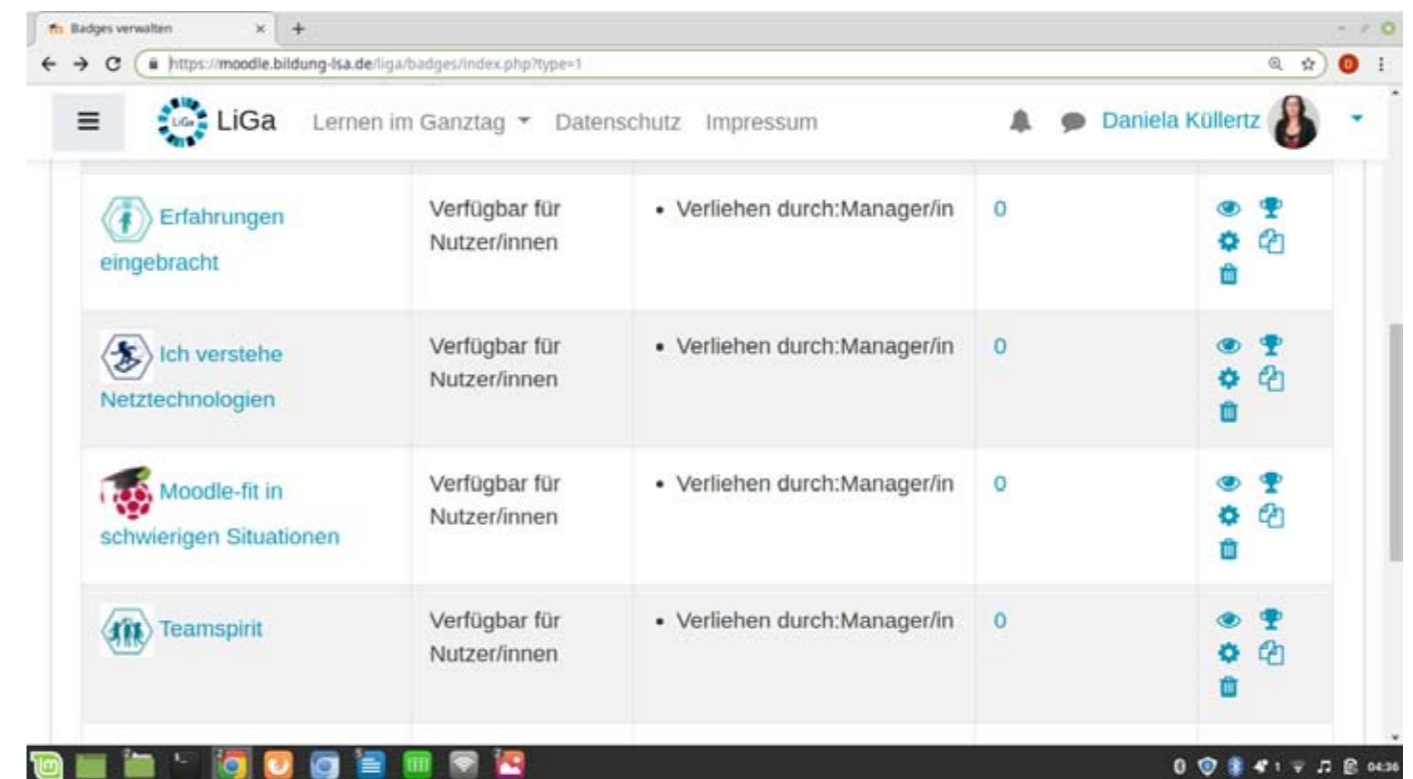 Badges verwalten × +
https://moodle.bildung-lsa.de/liga/badges/index.php?type=1
D
LiGa LiGa Lernen im Ganztag Datenschutz Impressum Daniela Küllertz
Erfahrungen eingebracht
Verfügbar für
Nutzer/innen
• Verliehen durch:Manager/in
0
Ich verstehe
Netztechnologien
Verfügbar für
Nutzer/innen
• Verliehen durch:Manager/in
0
Moodle-fit in
schwierigen Situationen
Verfügbar für
Nutzer/innen
• Verliehen durch:Manager/in
0
Teamspirit
Verfügbar für
Nutzer/innen
• Verliehen durch:Manager/in
0
04:36